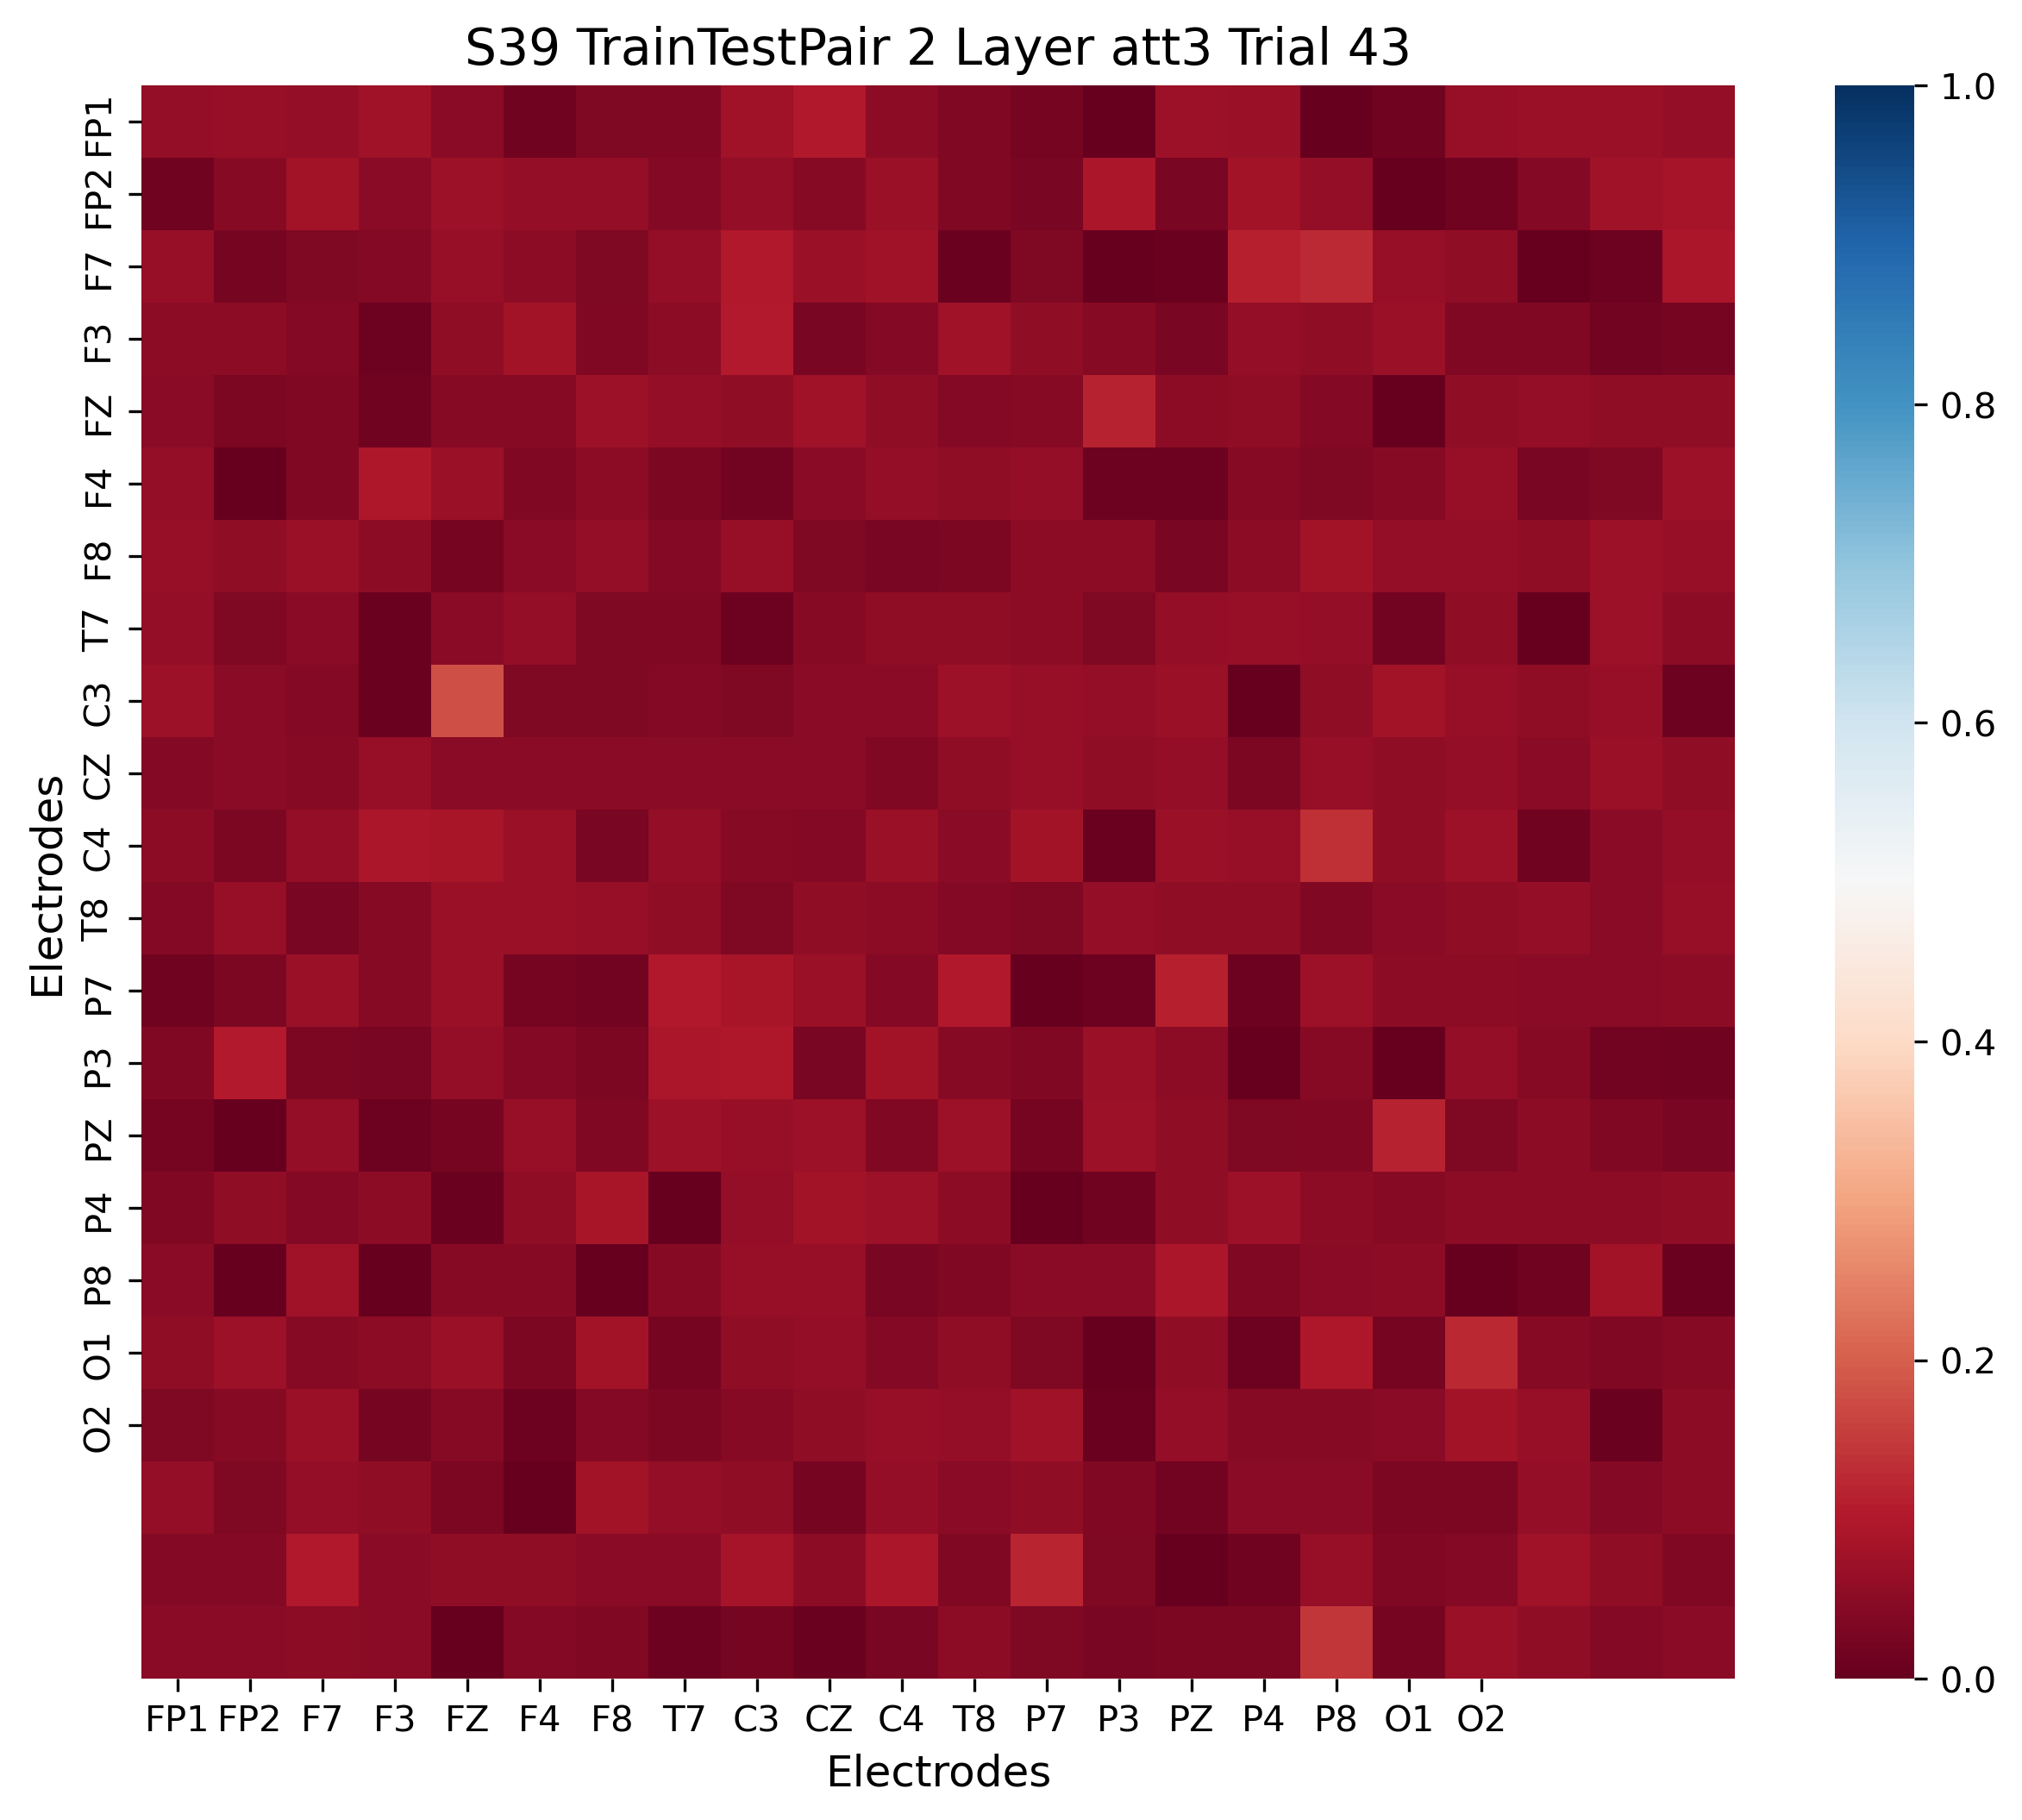 S39 TrainTestPair 2 Layer att3 Trial 43
Electrodes
FP1
FP2
F7
F3
FZ
F4
F8
T7
C3
CZ
C4
T8
P7
P3
PZ
P4
P8
O1
O2
FP1 FP2 F7 F3 FZ F4 F8 T7 C3 CZ C4 T8 P7 P3 PZ P4 P8 O1 O2
Electrodes
1.0
0.8
0.6
0.4
0.2
0.0